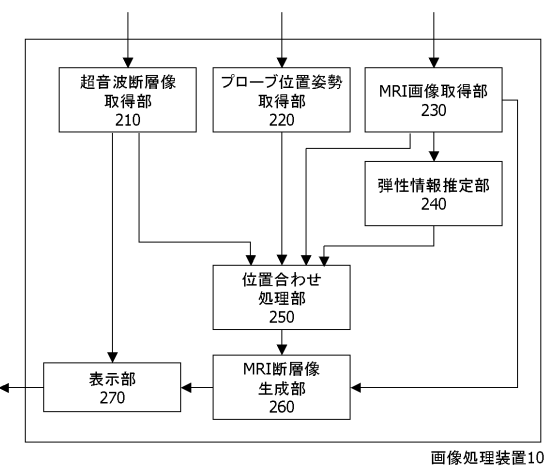 超音波断層像
取得部
210
プローブ位置姿勢
取得部
220
MRI画像取得部
230
弾性情報推定部
240
位置合わせ
処理部
250
MRI断層像
生成部
260
表示部
270
画像処理装置10